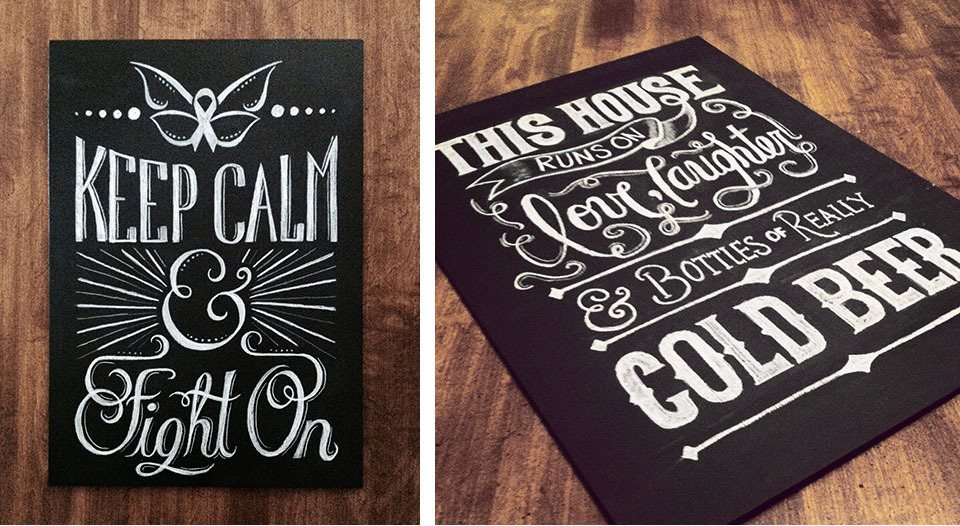 KEEP CALM
&
Fight On
THIS HOUSE
RUNS ON
love, laughter
& BOTTLES OF REALLY
COLD BEER